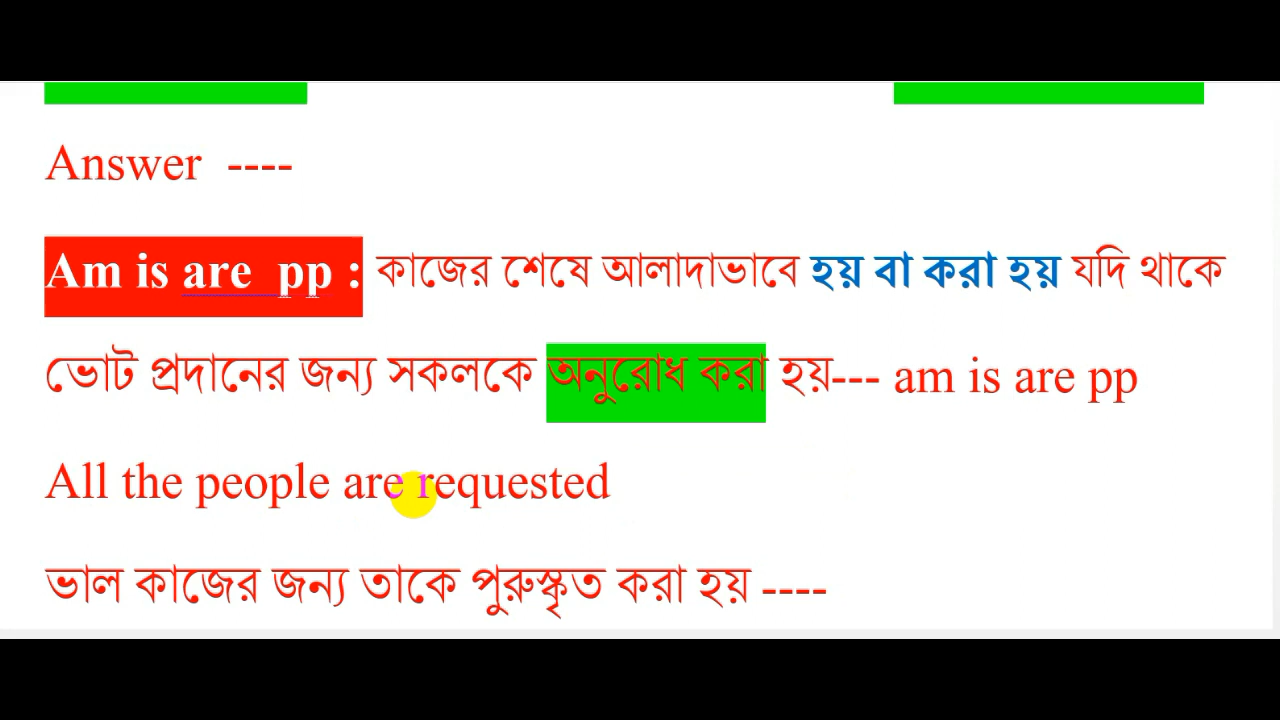 Answer ----
Am is are pp : কাজের শেষে আলাদাভাবে হয় বা করা হয় যদি থাকে
ভোট প্রদানের জন্য সকলকে অনুরোধ করা হয়--- am is are pp
All the people are requested
ভাল কাজের জন্য তাকে পুরুস্কৃত করা হয় ----